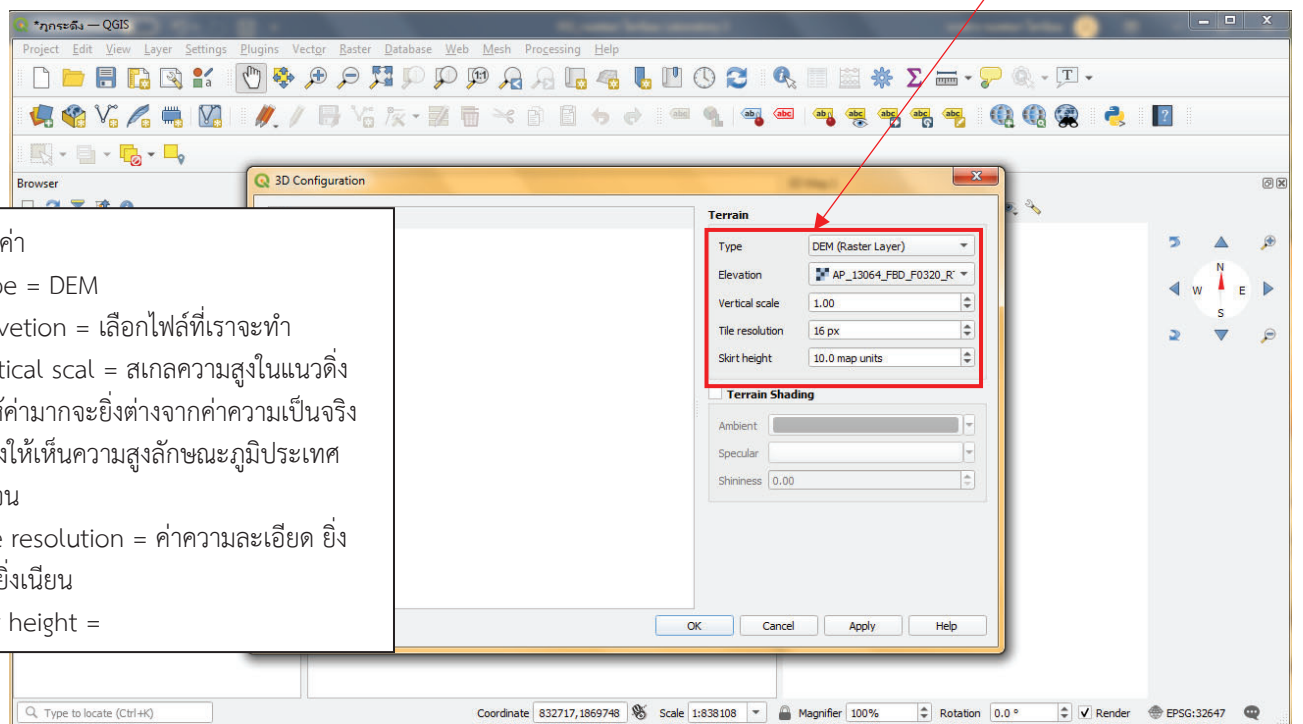 *ภูกระดึง — QGIS
Project Edit View Layer Settings Plugins Vector Raster Database Web Mesh Processing Help
Browser
3D Configuration
Terrain
Type DEM (Raster Layer)
Elevation AP_13064_FBD_F0320_R
Vertical scale 1.00
Tile resolution 16 px
Skirt height 10.0 map units
Terrain Shading
Ambient
Specular
Shininess 0.00
OK Cancel Apply Help
N
W E
S
ค่า
pe = DEM
vetion = เลือกไฟล์ที่เราจะทำ
tical scal = สเกลความสูงในแนวดิ่ง
ห้ค่ามากจะยิ่งต่างจากค่าความเป็นจริง
งให้เห็นความสูงลักษณะภูมิประเทศ
จน
e resolution = ค่าความละเอียด ยิ่ง
ยิ่งเนียน
height =
Type to locate (Ctrl+K) Coordinate 832717,1869748 Scale 1:838108 Magnifier 100% Rotation 0.0 ° Render EPSG:32647